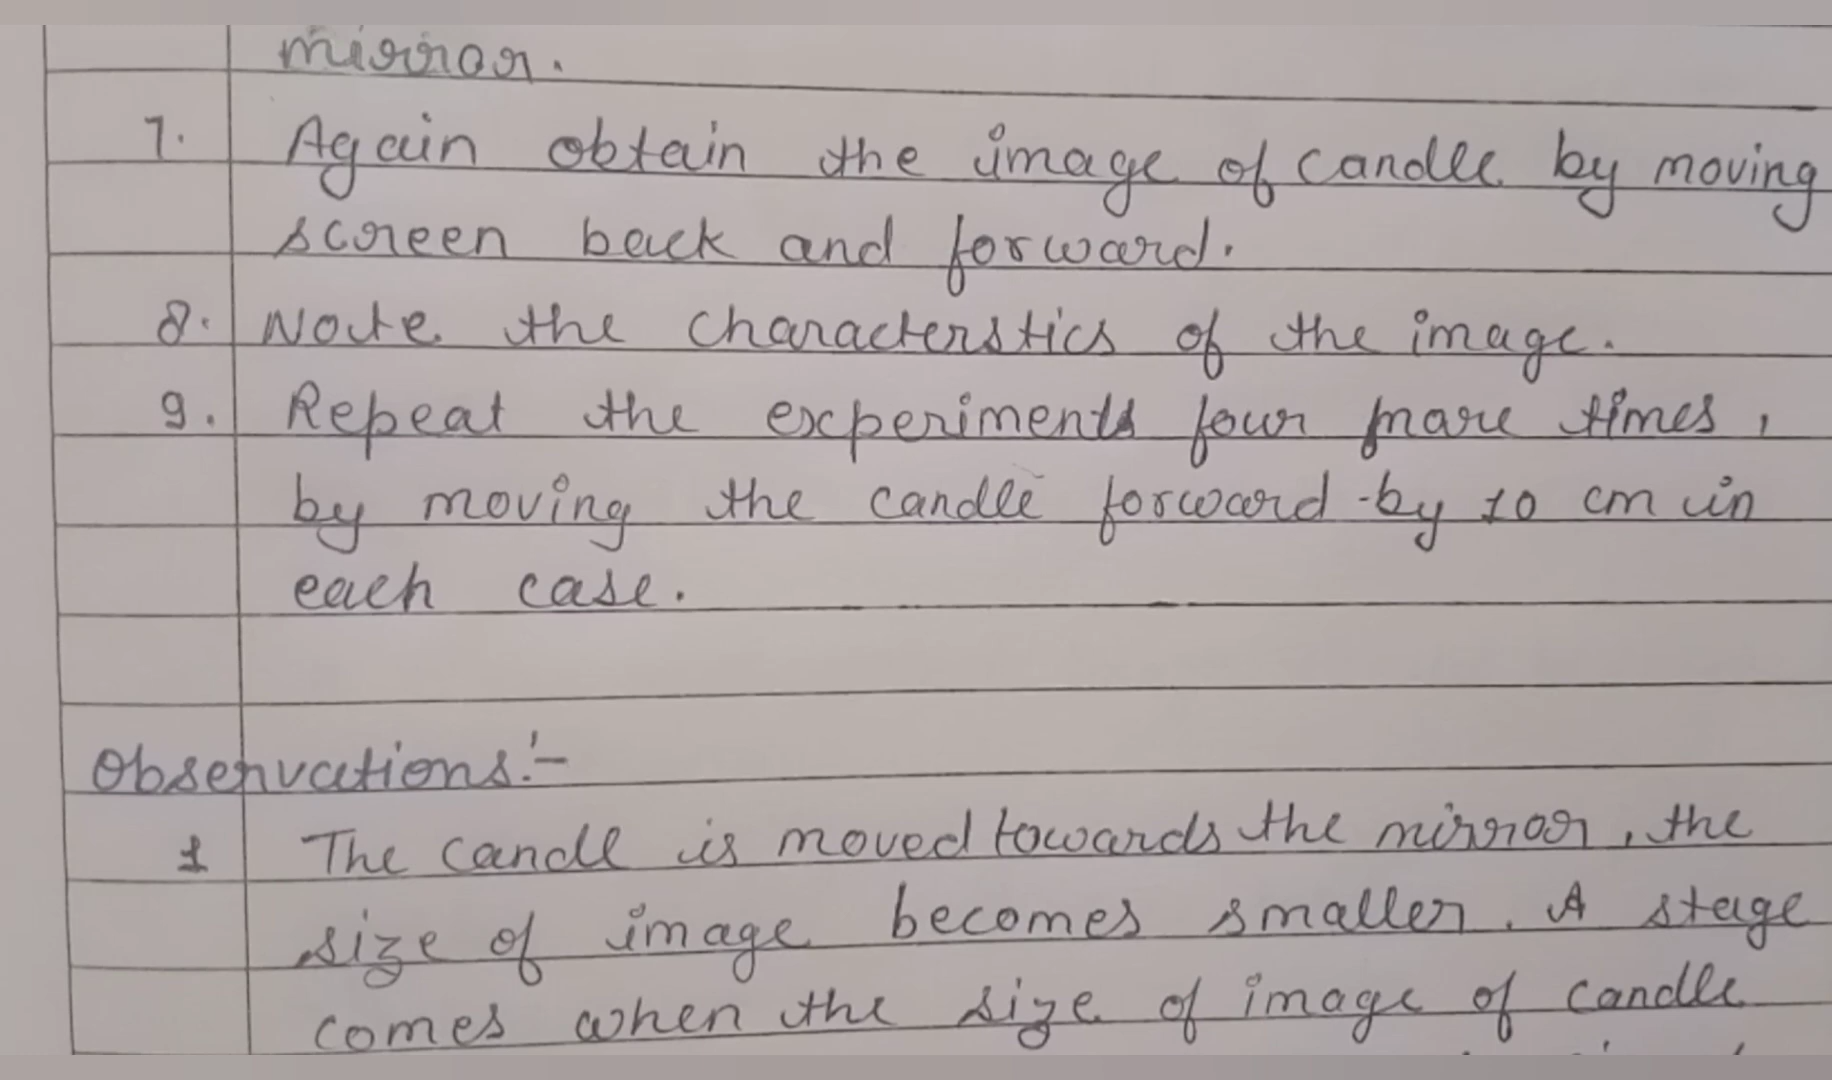 mirror.
7. Again obtain the image of candle by moving
screen back and forward.
8. Note the characterstics of the image.
9. Repeat the experiments four more times,
by moving the candle forward by 10 cm in
each case.
Observations:-
1 The candle is moved towards the mirror, the
size of image becomes smaller. A stage
comes when the size of image of candle